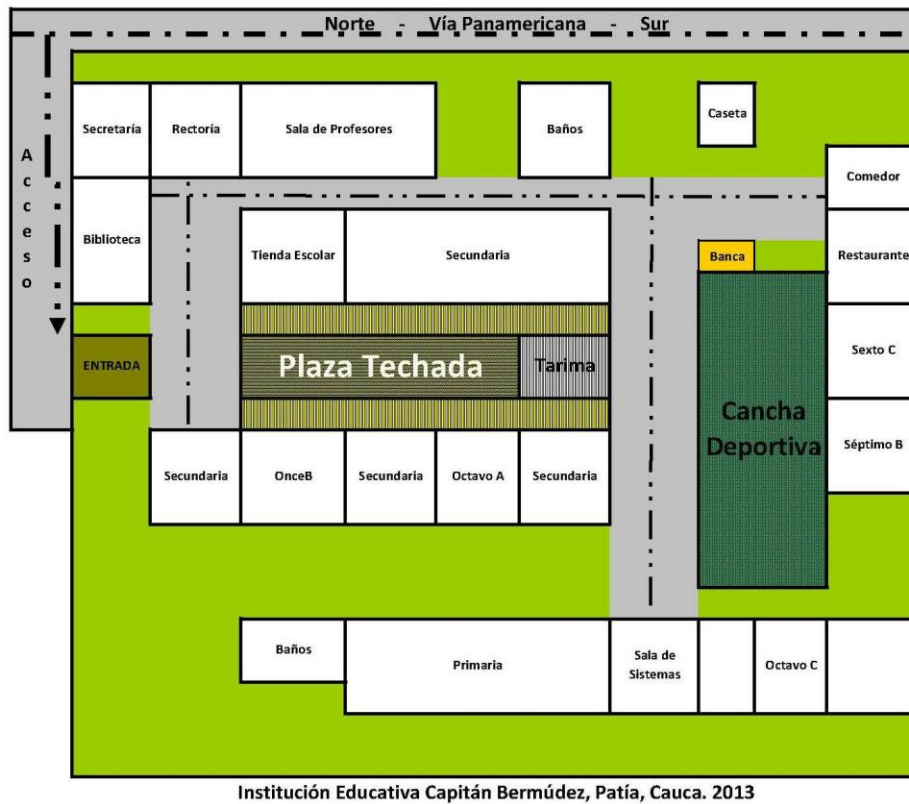 Norte - Vía Panamericana - Sur
Acceso
Secretaría
Rectoría
Sala de Profesores
Baños
Caseta
Comedor
Biblioteca
Tienda Escolar
Secundaria
Banca
Restaurante
ENTRADA
Plaza Techada
Tarima
Sexto C
Cancha
Deportiva
Séptimo B
Secundaria
OnceB
Secundaria
Octavo A
Secundaria
Baños
Primaria
Sala de
Sistemas
Octavo C
Institución Educativa Capitán Bermúdez, Patía, Cauca. 2013